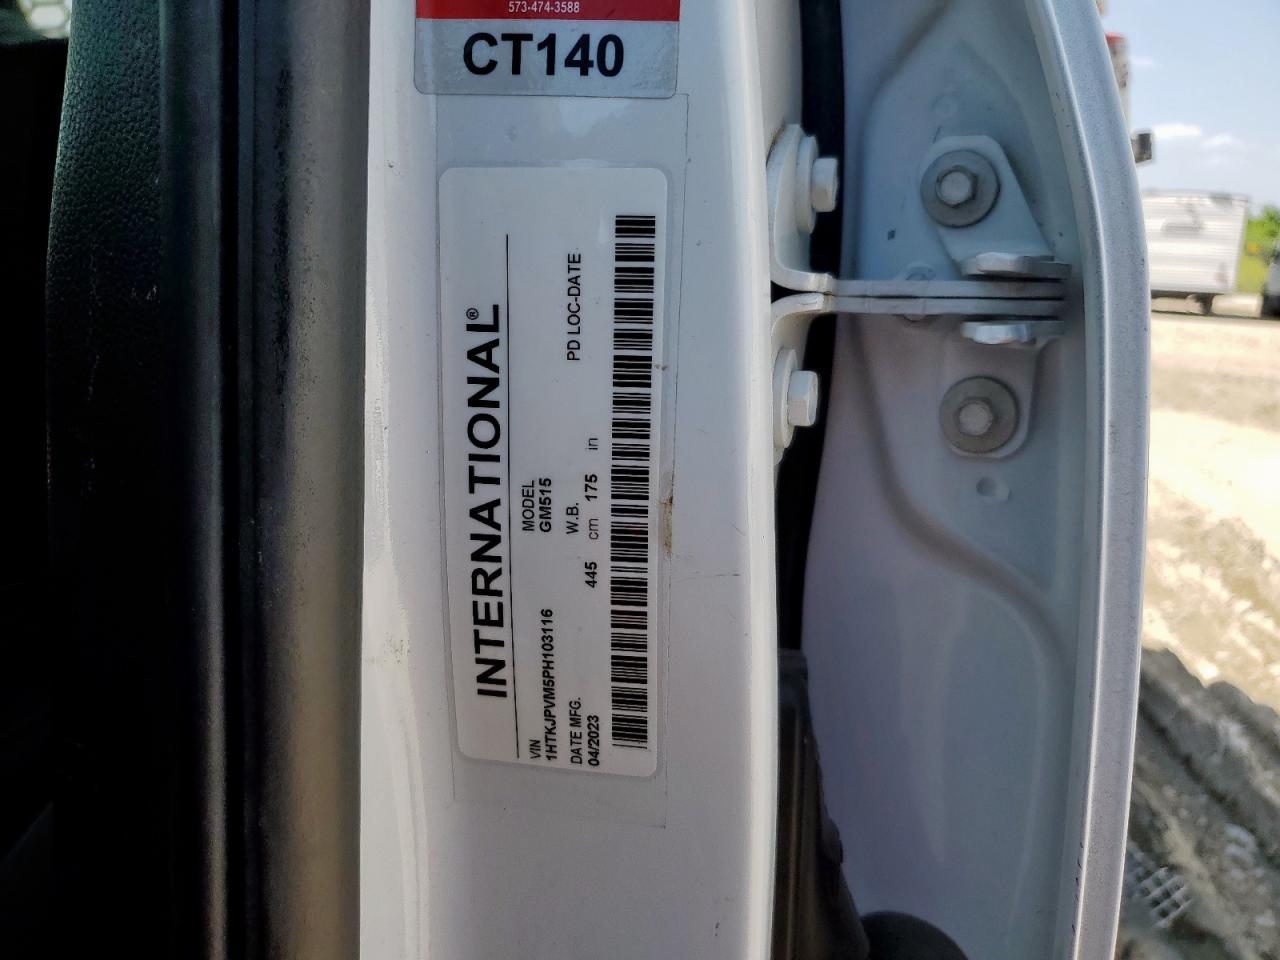 573-474-3588
CT140
INTERNATIONAL®
VIN MODEL
1HTKJPVM5PH103116 GM515
DATE MFG. W.B. PD LOC-DATE
04/2023 445 cm 175 in